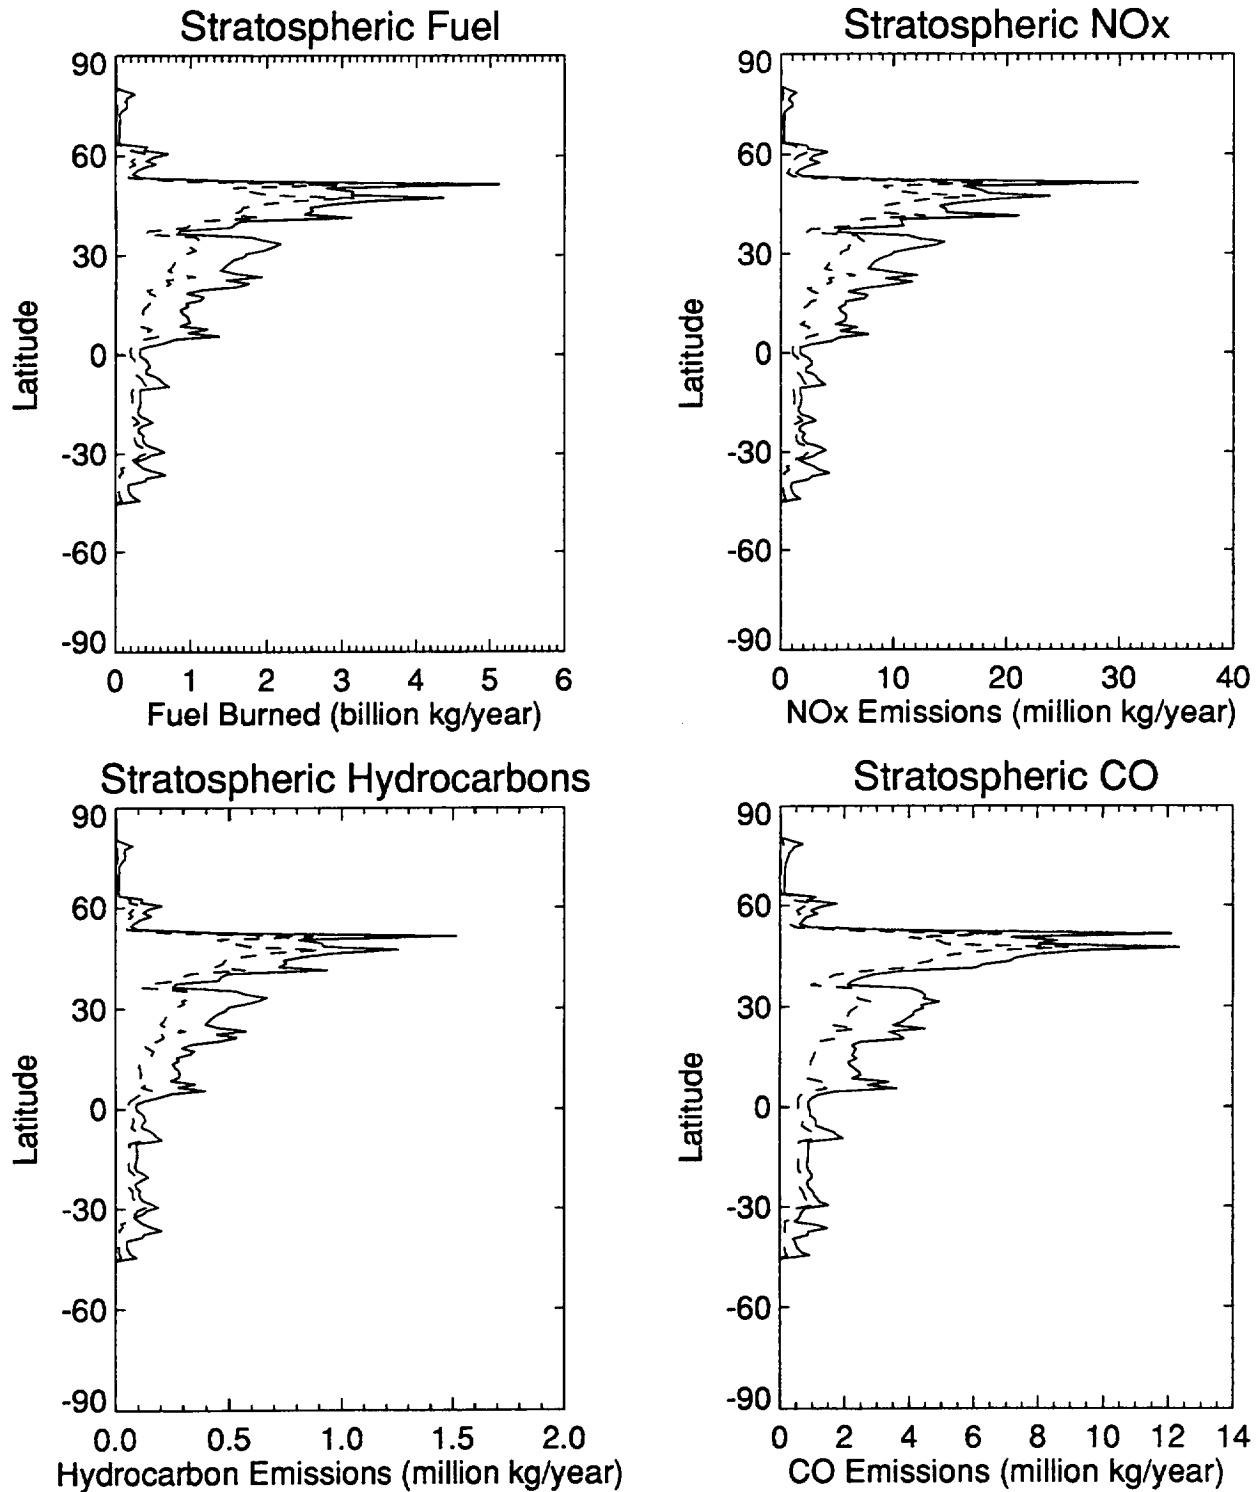 Stratospheric Fuel
90
60
30
0
-30
-60
-90
Latitude
0 1 2 3 4 5 6
Fuel Burned (billion kg/year)
Stratospheric NOx
90
60
30
0
-30
-60
-90
Latitude
0 10 20 30 40
NOx Emissions (million kg/year)
Stratospheric Hydrocarbons
90
60
30
0
-30
-60
-90
Latitude
0.0 0.5 1.0 1.5 2.0
Hydrocarbon Emissions (million kg/year)
Stratospheric CO
90
60
30
0
-30
-60
-90
Latitude
0 2 4 6 8 10 12 14
CO Emissions (million kg/year)